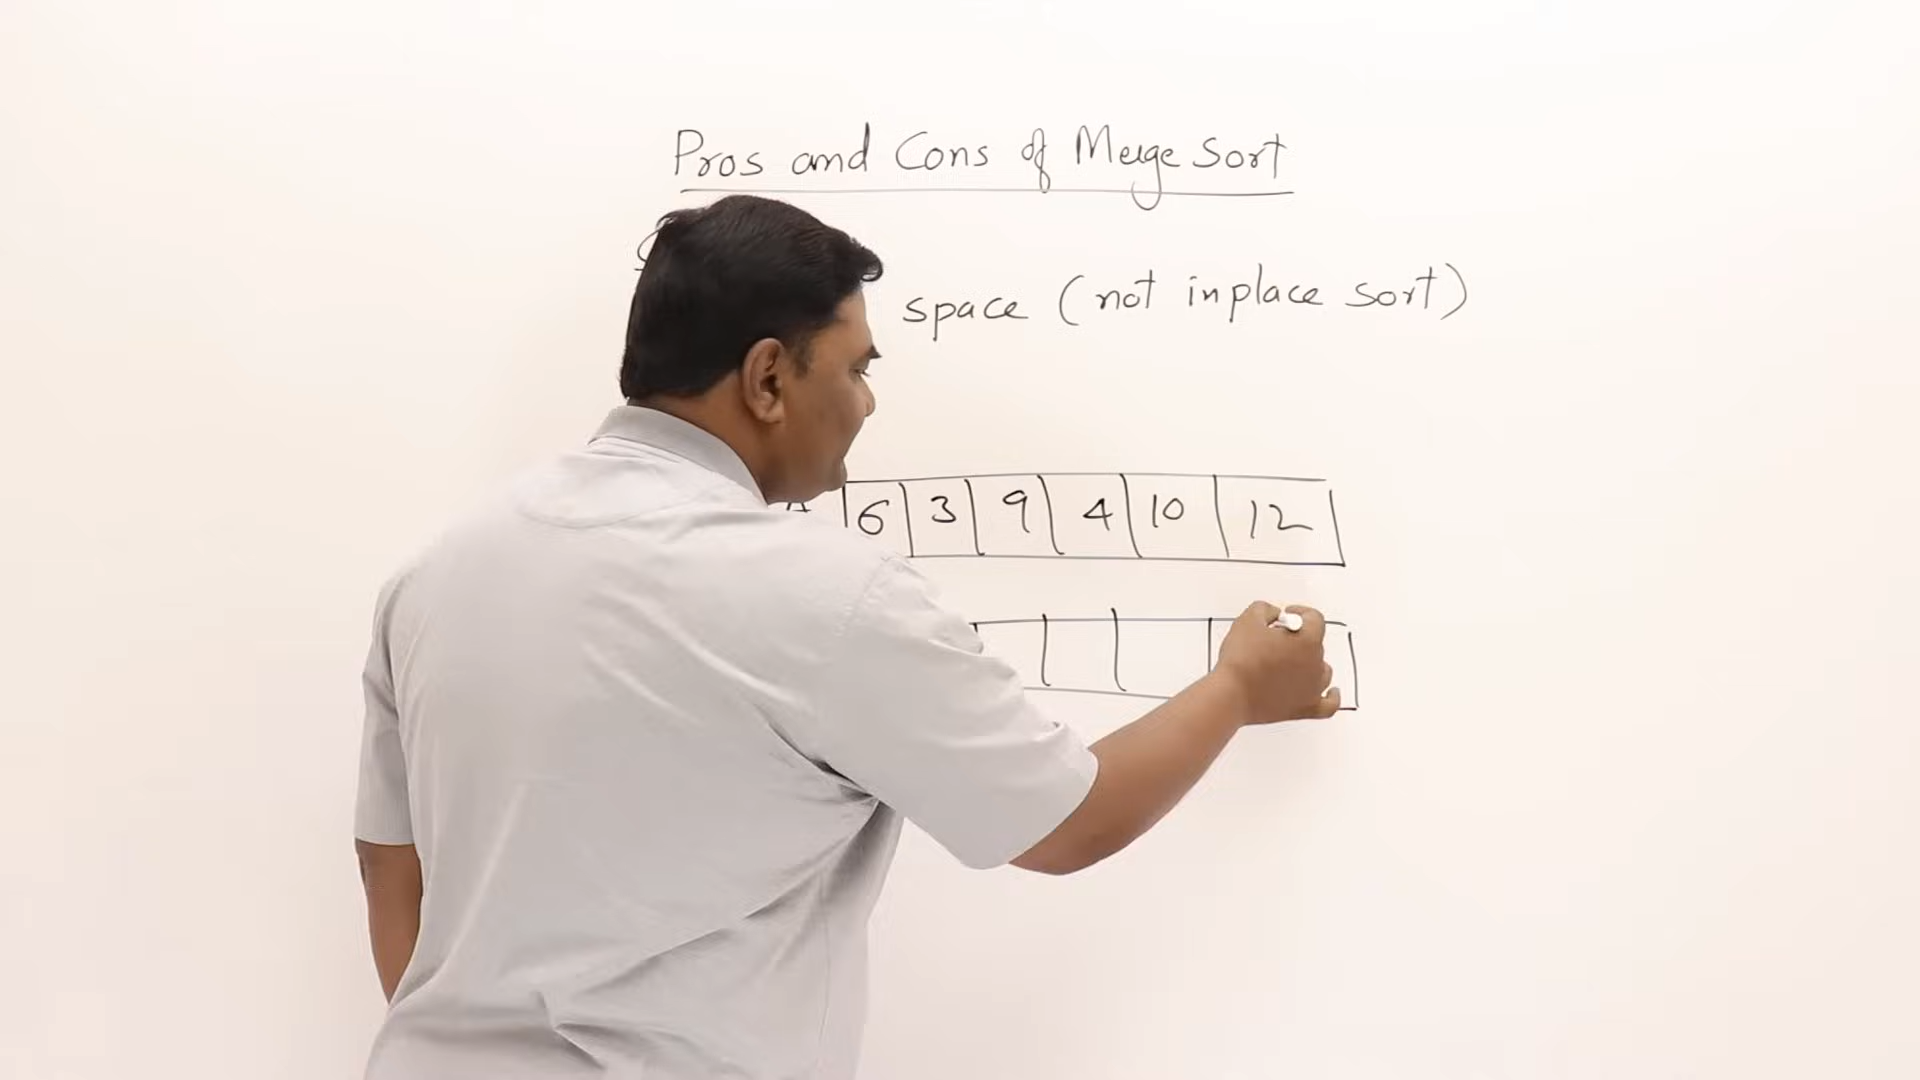 Pros and Cons of Merge Sort
space (not inplace sort)
6 3 9 4 10 12